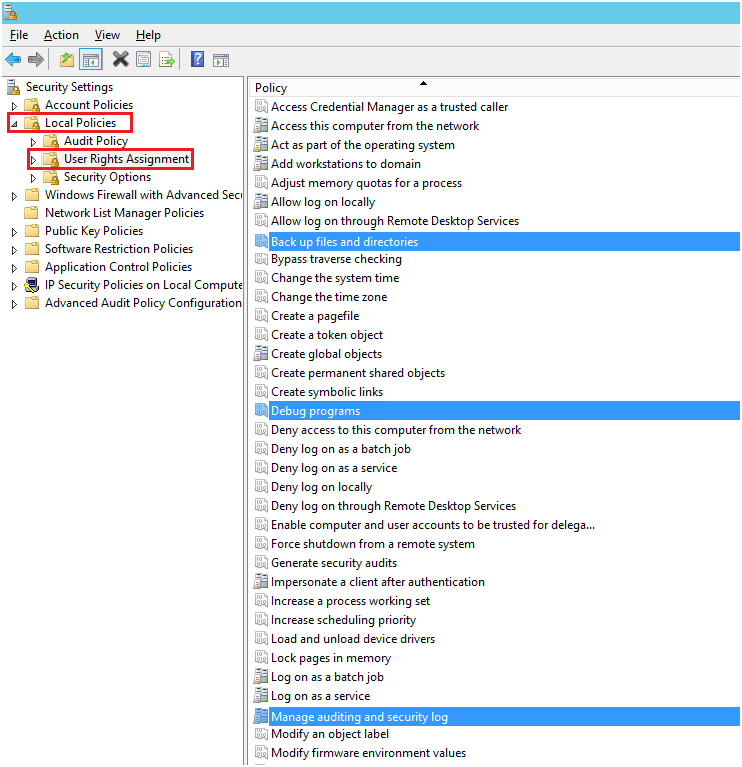 File Action View Help
Security Settings
Account Policies
Local Policies
Audit Policy
User Rights Assignment
Security Options
Windows Firewall with Advanced Secu
Network List Manager Policies
Public Key Policies
Software Restriction Policies
Application Control Policies
IP Security Policies on Local Compute
Advanced Audit Policy Configuration
Policy
Access Credential Manager as a trusted caller
Access this computer from the network
Act as part of the operating system
Add workstations to domain
Adjust memory quotas for a process
Allow log on locally
Allow log on through Remote Desktop Services
Back up files and directories
Bypass traverse checking
Change the system time
Change the time zone
Create a pagefile
Create a token object
Create global objects
Create permanent shared objects
Create symbolic links
Debug programs
Deny access to this computer from the network
Deny log on as a batch job
Deny log on as a service
Deny log on locally
Deny log on through Remote Desktop Services
Enable computer and user accounts to be trusted for delega...
Force shutdown from a remote system
Generate security audits
Impersonate a client after authentication
Increase a process working set
Increase scheduling priority
Load and unload device drivers
Lock pages in memory
Log on as a batch job
Log on as a service
Manage auditing and security log
Modify an object label
Modify firmware environment values